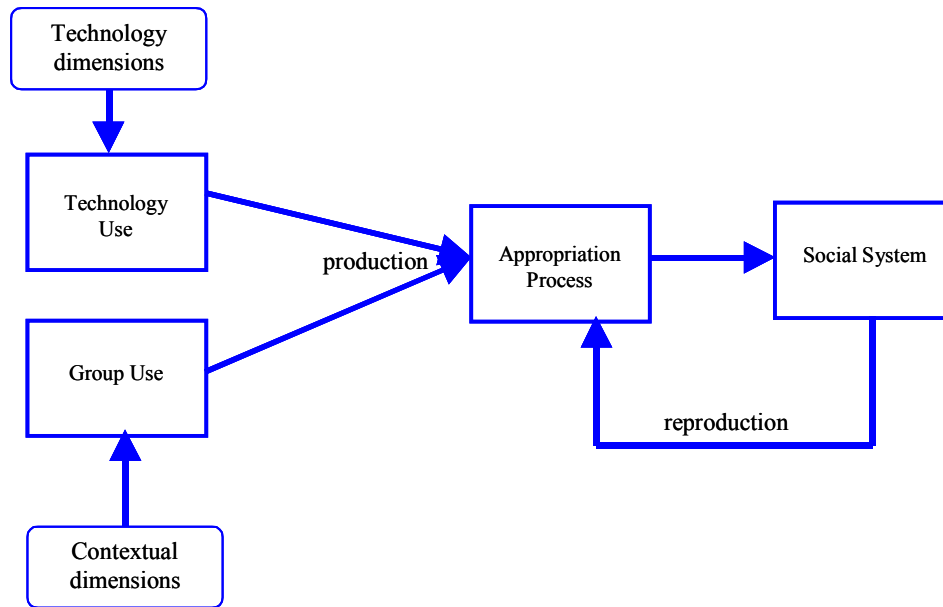 Technology
dimensions
Technology
Use
production
Appropriation
Process
Social System
Group Use
reproduction
Contextual
dimensions